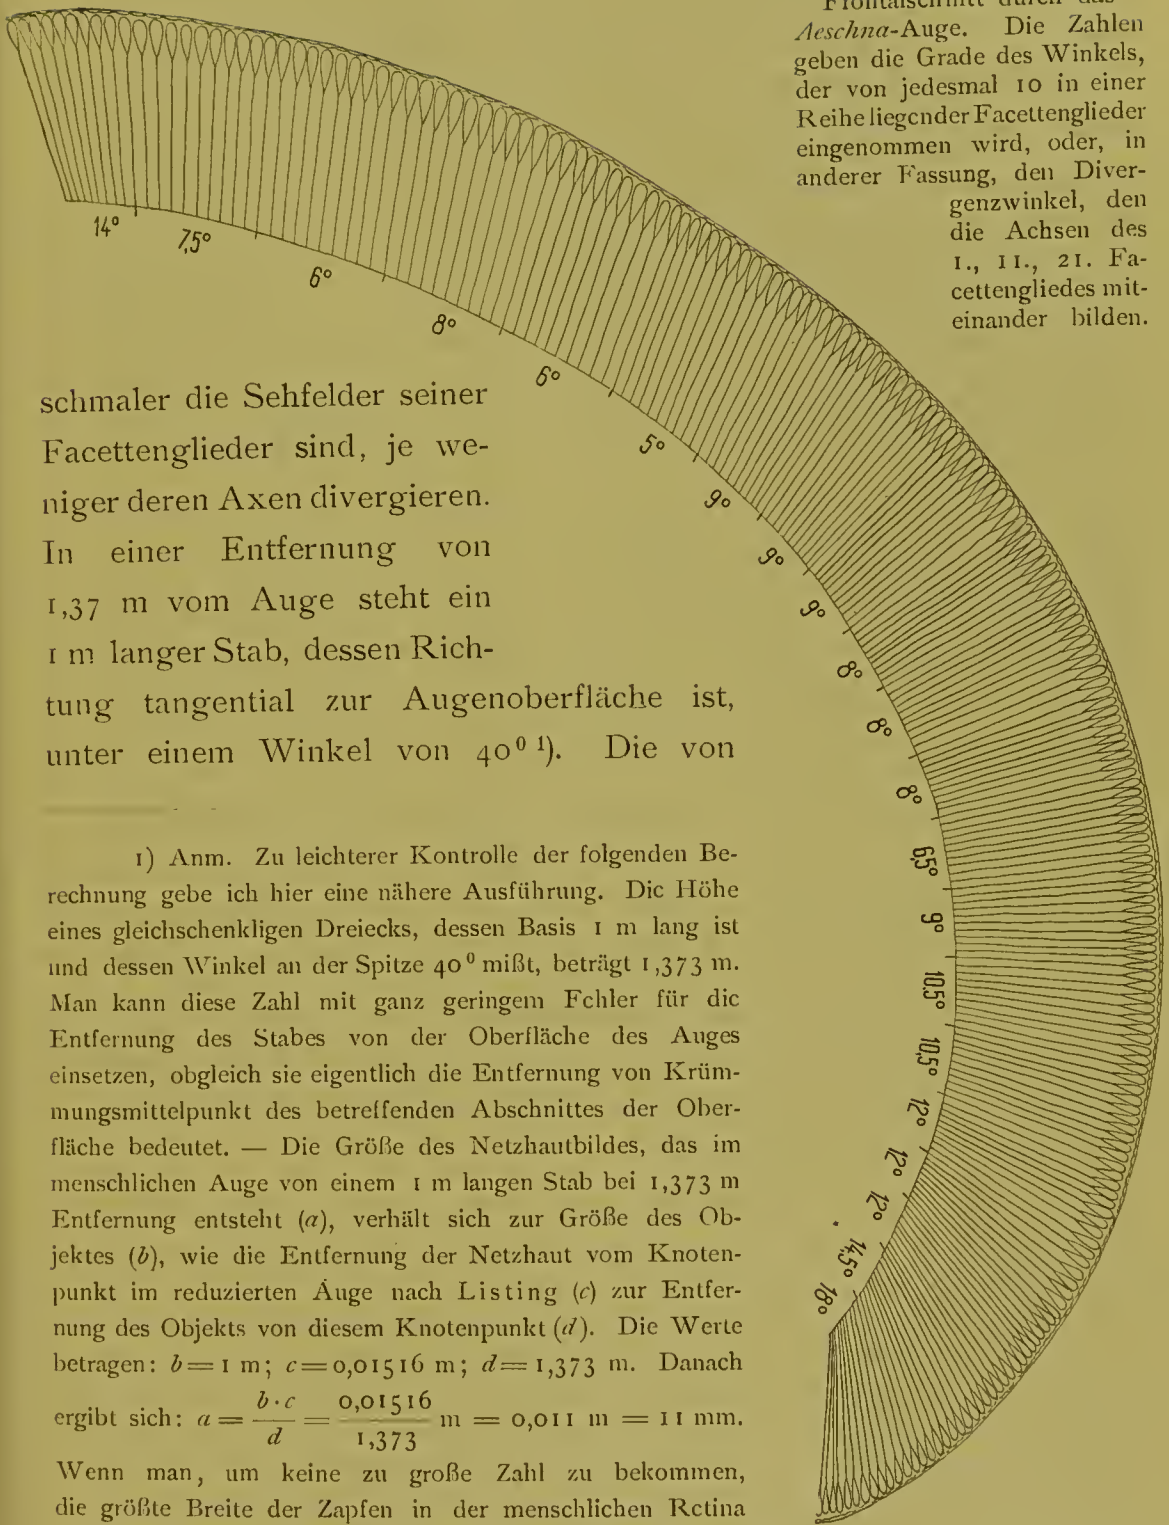 Frontalschnitt durch das
Aeschna-Auge. Die Zahlen
geben die Grade des Winkels,
der von jedesmal 10 in einer
Reihe liegender Facettenglieder
eingenommen wird, oder, in
anderer Fassung, den Diver-
genzwinkel, den
die Achsen des
1., 11., 21. Fa-
cettengliedes mit-
einander bilden.
14°
7,5°
6°
8°
6°
5°
9°
9°
9°
8°
8°
8°
6,5°
9°
10,5°
10,5°
12°
12°
12°
14,5°
18°
schmaler die Sehfelder seiner
Facettenglieder sind, je we-
niger deren Axen divergieren.
In einer Entfernung von
1,37 m vom Auge steht ein
1 m langer Stab, dessen Rich-
tung tangential zur Augenoberfläche ist,
unter einem Winkel von 40⁰ ¹). Die von
1) Anm. Zu leichterer Kontrolle der folgenden Be-
rechnung gebe ich hier eine nähere Ausführung. Die Höhe
eines gleichschenkligen Dreiecks, dessen Basis 1 m lang ist
und dessen Winkel an der Spitze 40⁰ mißt, beträgt 1,373 m.
Man kann diese Zahl mit ganz geringem Fehler für die
Entfernung des Stabes von der Oberfläche des Auges
einsetzen, obgleich sie eigentlich die Entfernung von Krüm-
mungsmittelpunkt des betreffenden Abschnittes der Ober-
fläche bedeutet. — Die Größe des Netzhautbildes, das im
menschlichen Auge von einem 1 m langen Stab bei 1,373 m
Entfernung entsteht (a), verhält sich zur Größe des Ob-
jektes (b), wie die Entfernung der Netzhaut vom Knoten-
punkt im reduzierten Auge nach Listing (c) zur Entfer-
nung des Objekts von diesem Knotenpunkt (d). Die Werte
betragen: b = 1 m; c = 0,01516 m; d = 1,373 m. Danach
ergibt sich: a = b · c / d = 0,01516 / 1,373 m = 0,011 m = 11 mm.
Wenn man, um keine zu große Zahl zu bekommen,
die größte Breite der Zapfen in der menschlichen Retina